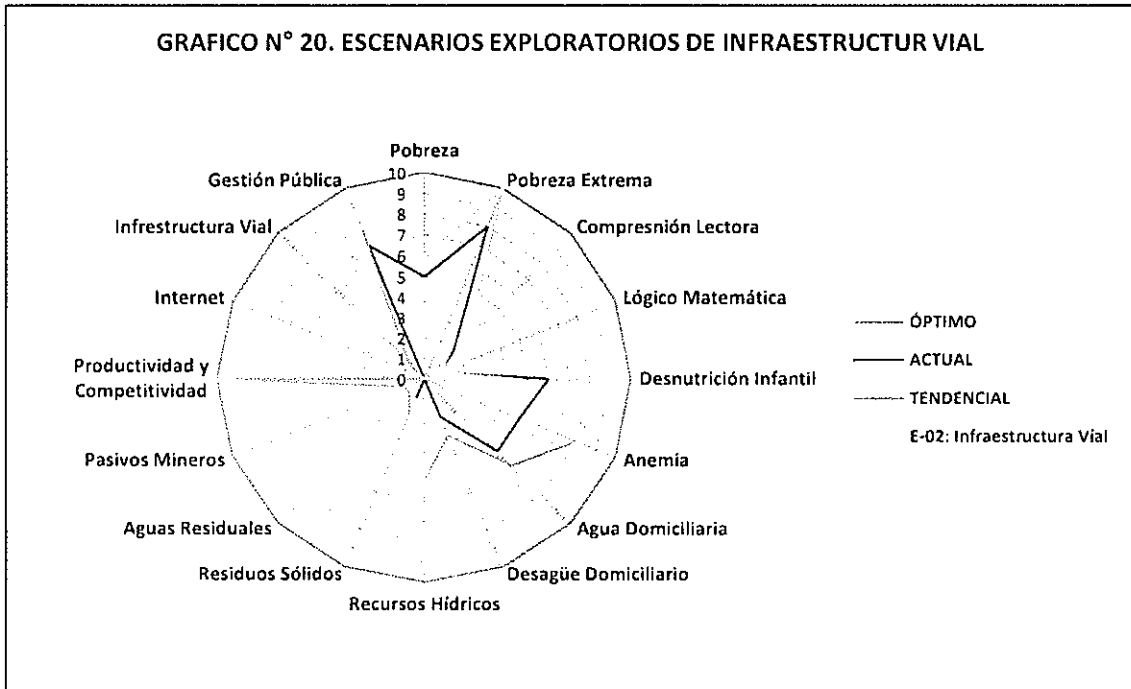 GRAFICO N° 20. ESCENARIOS EXPLORATORIOS DE INFRAESTRUCTUR VIAL
Pobreza
Pobreza Extrema
Compresnión Lectora
Lógico Matemática
Desnutrición Infantil
Anemia
Agua Domiciliaria
Desagüe Domiciliario
Recursos Hídricos
Residuos Sólidos
Aguas Residuales
Pasivos Mineros
Productividad y
Competitividad
Internet
Infrestructura Vial
Gestión Pública
10
9
8
7
6
5
4
3
2
1
0
ÓPTIMO
ACTUAL
TENDENCIAL
E-02: Infraestructura Vial